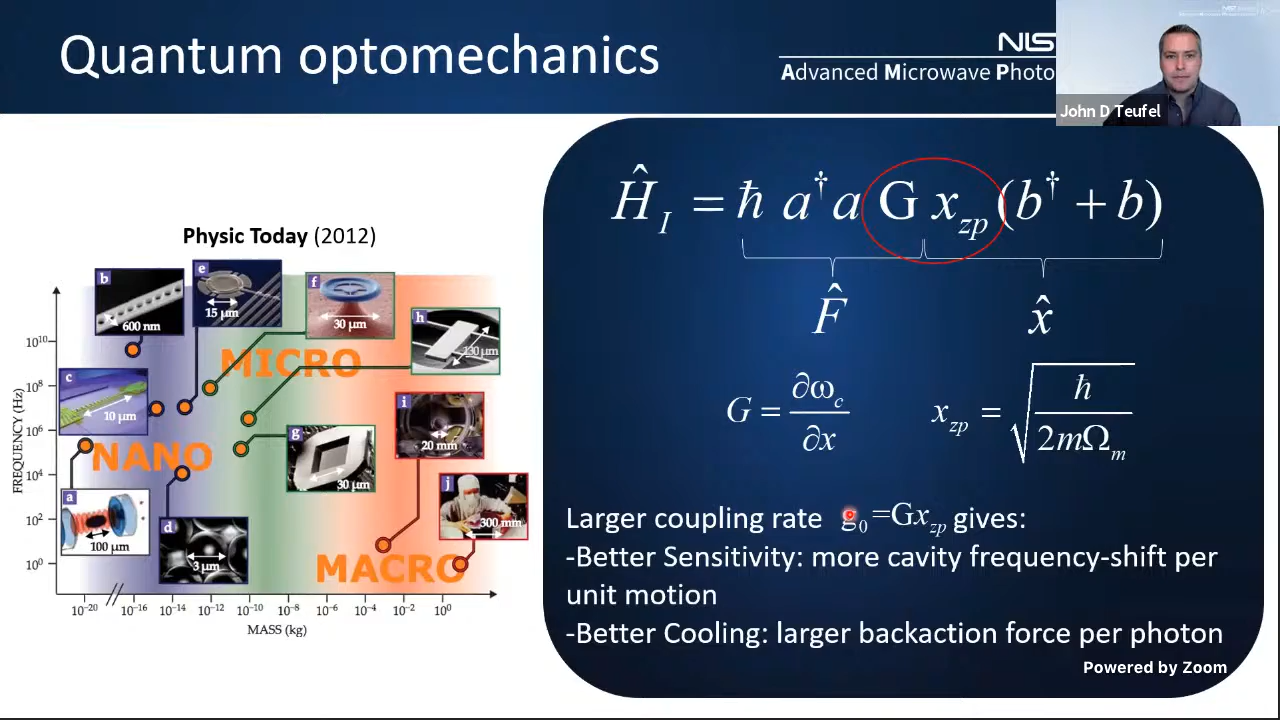 Quantum optomechanics
NIS
Advanced Microwave Photo
John D Teufel
Physic Today (2012)
FREQUENCY (Hz)
10¹⁰
10⁸
10⁶
10⁴
10²
10⁰
b
600 nm
e
15 μm
f
30 μm
h
130 μm
c
10 μm
MICRO
NANO
i
20 mm
g
30 μm
a
100 μm
d
3 μm
j
300 mm
MACRO
10⁻²⁰ 10⁻¹⁶ 10⁻¹⁴ 10⁻¹² 10⁻¹⁰ 10⁻⁸ 10⁻⁶ 10⁻⁴ 10⁻² 10⁰
MASS (kg)
Ĥ_I = ħ a†a G x_zp (b† + b)
F̂ x̂
G = ∂ω_c/∂x x_zp = √(ħ/2mΩ_m)
Larger coupling rate g₀=Gx_zp gives:
-Better Sensitivity: more cavity frequency-shift per
unit motion
-Better Cooling: larger backaction force per photon
Powered by Zoom